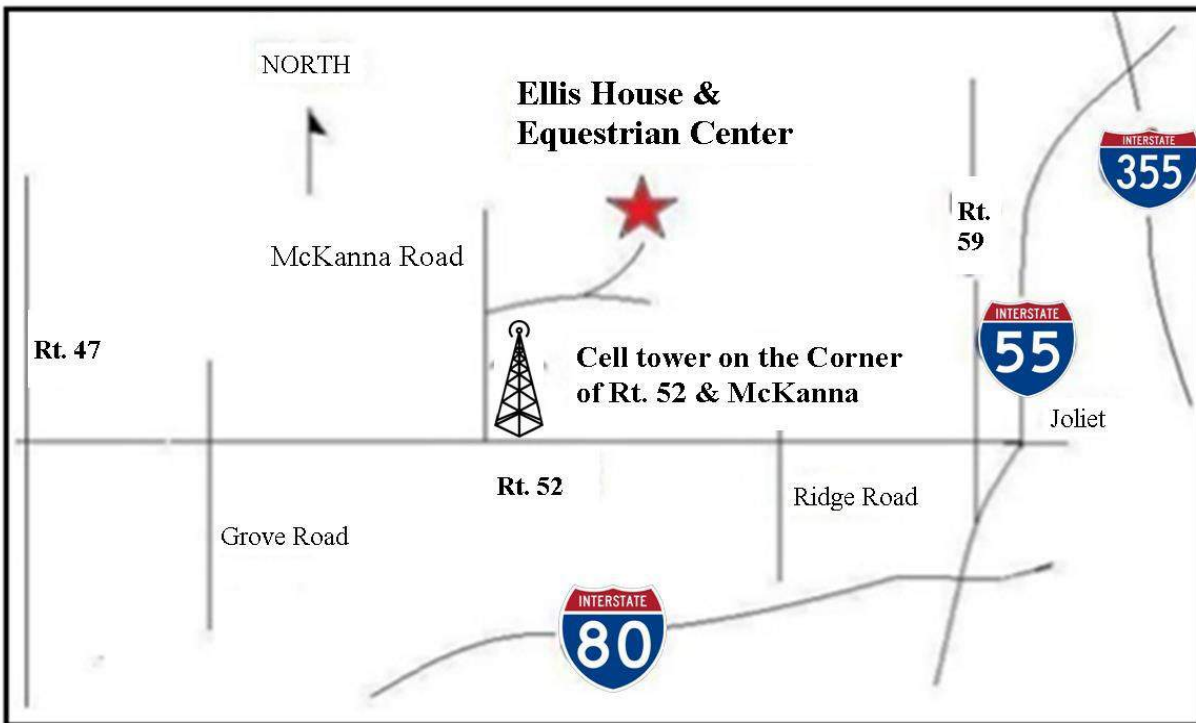 NORTH
Ellis House &
Equestrian Center
INTERSTATE
355
Rt.
59
McKanna Road
INTERSTATE
55
Rt. 47
Cell tower on the Corner
of Rt. 52 & McKanna
Joliet
Rt. 52
Ridge Road
Grove Road
INTERSTATE
80